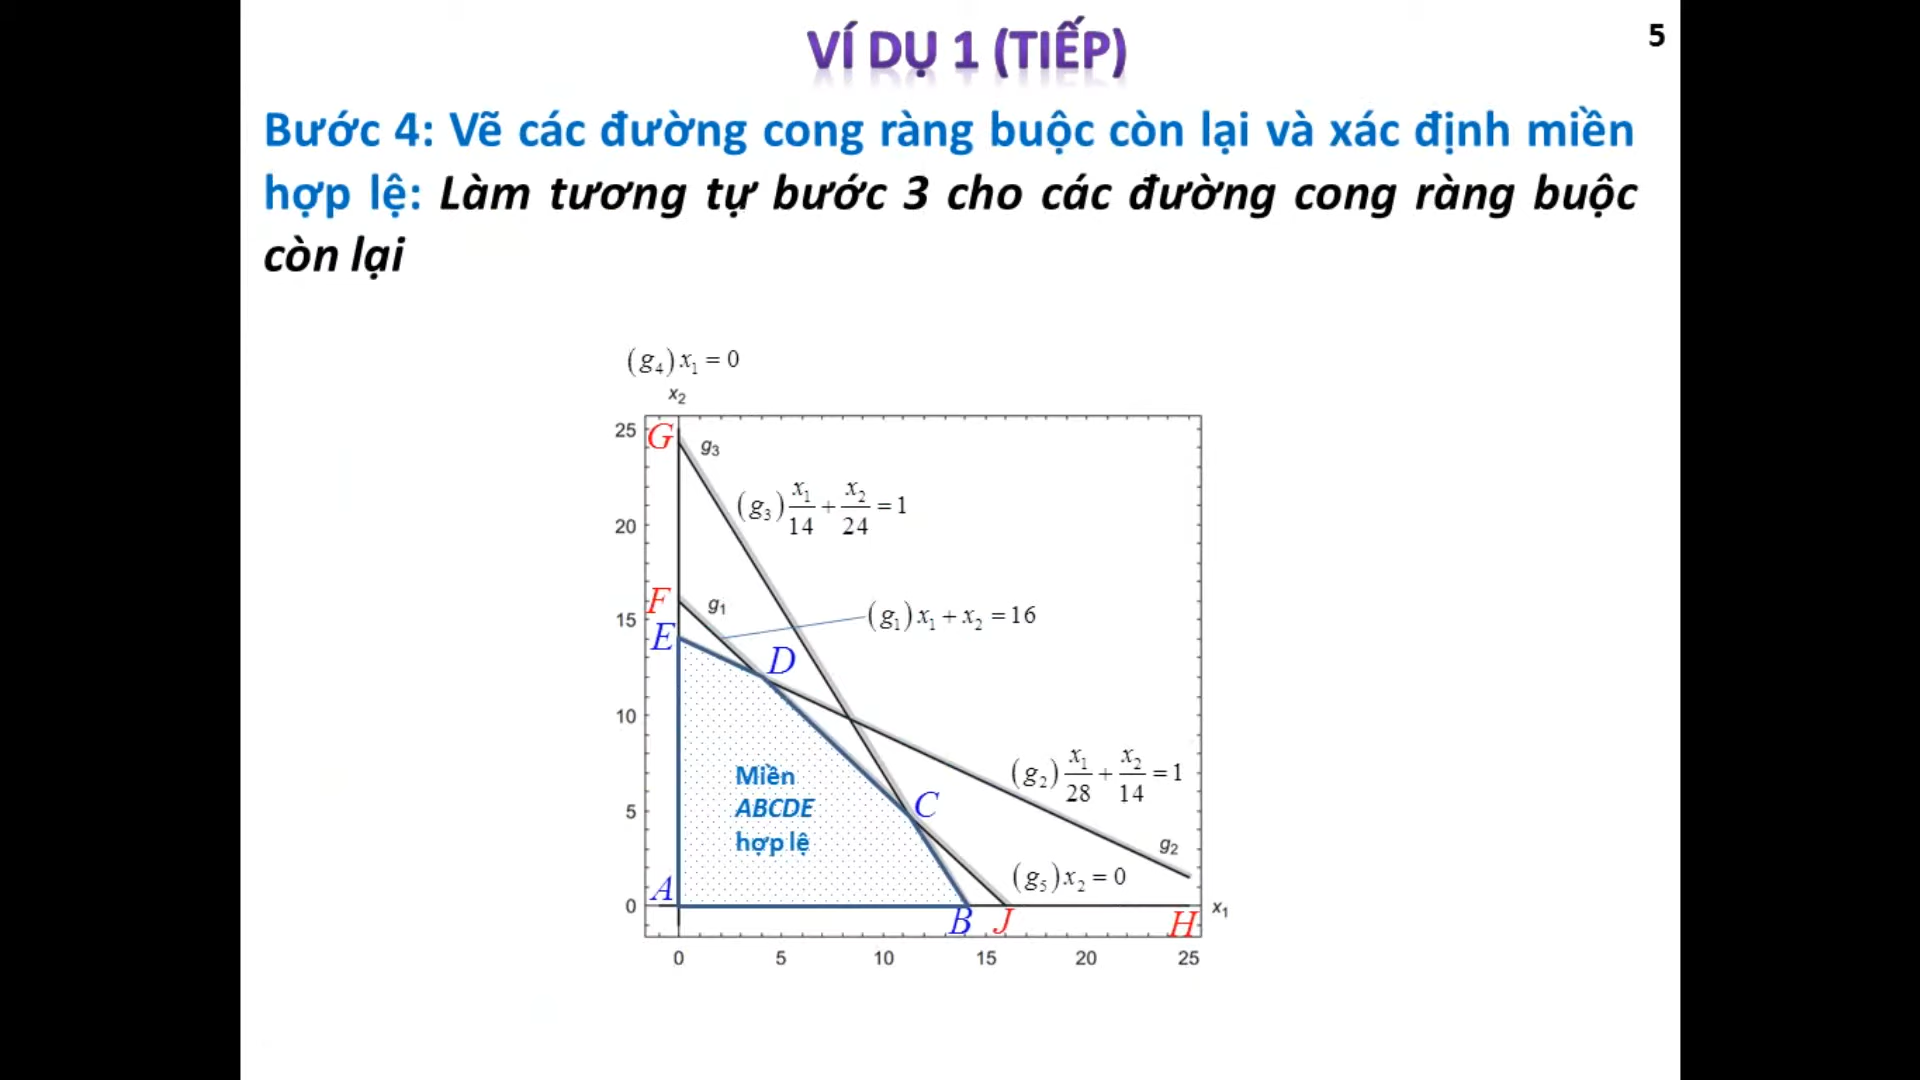 VÍ DỤ 1 (TIẾP)
5
Bước 4: Vẽ các đường cong ràng buộc còn lại và xác định miền
hợp lệ: Làm tương tự bước 3 cho các đường cong ràng buộc
còn lại
(g₄) x₁ = 0
x₂
25
G
g₃
(g₃) x₁/14 + x₂/24 = 1
20
F
g₁
(g₁) x₁ + x₂ = 16
15
E
D
10
(g₂) x₁/28 + x₂/14 = 1
Miền
ABCDE
hợp lệ
5
C
g₂
(g₅) x₂ = 0
A
0
B
J
H
x₁
0 5 10 15 20 25